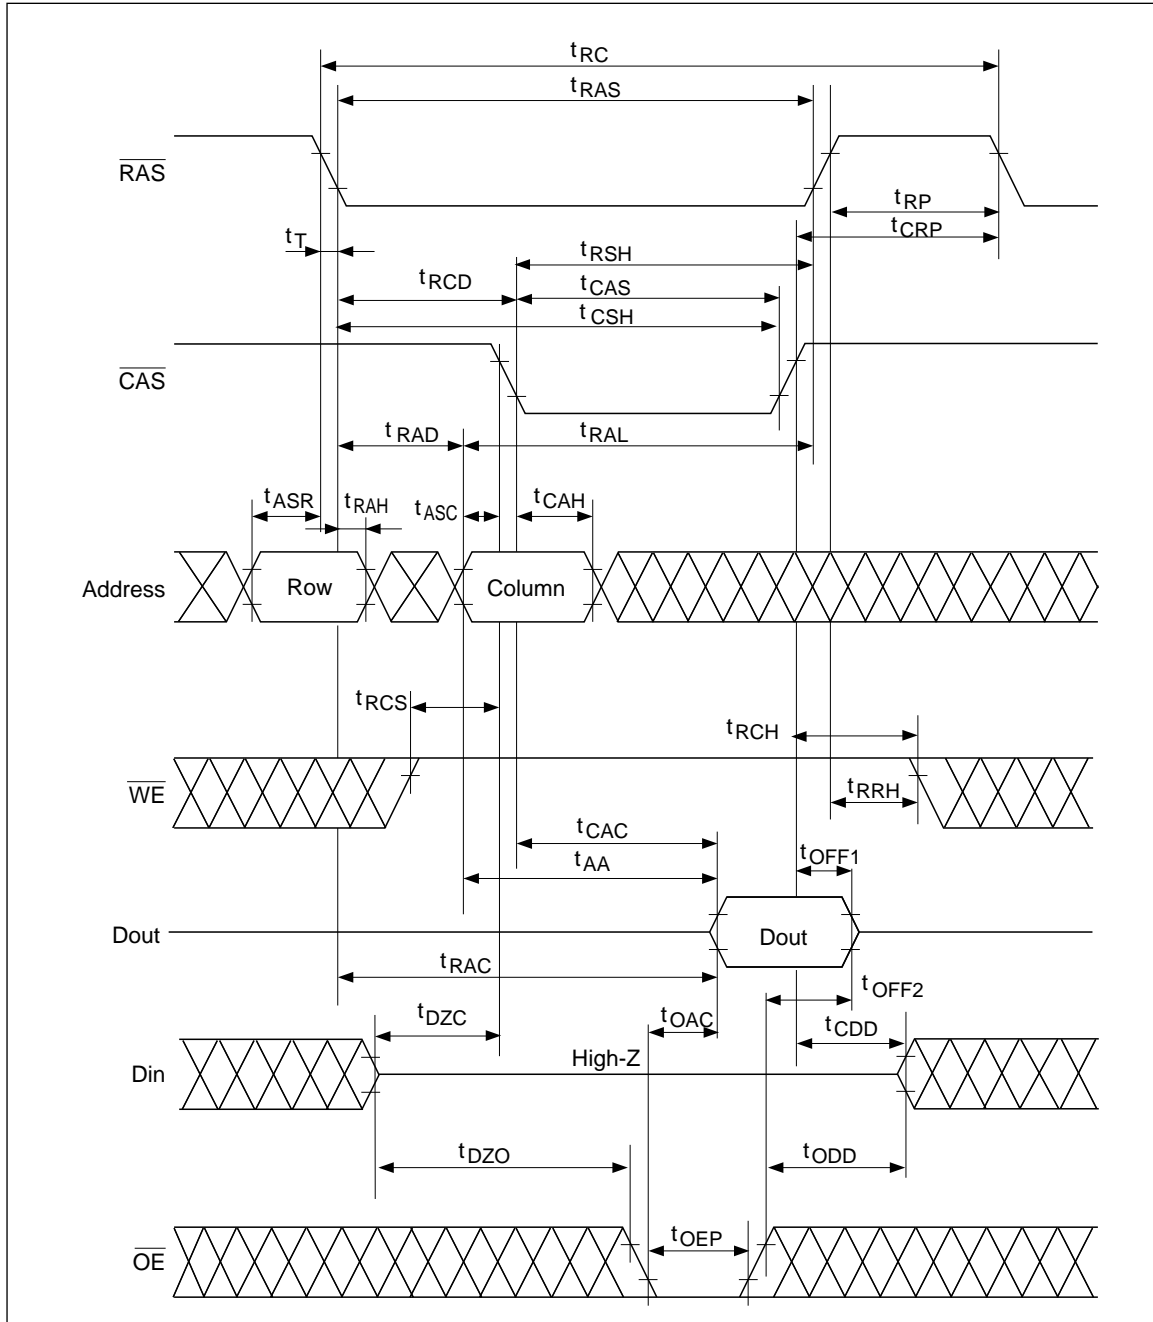 tRC
tRAS
RAS
tRP
tCRP
tT
tRSH
tRCD
tCAS
tCSH
CAS
tRAD
tRAL
tASR
tRAH
tASC
tCAH
Address
Row
Column
tRCS
tRCH
WE
tRRH
tCAC
tOFF1
tAA
Dout
Dout
tRAC
tOFF2
tDZC
tOAC
tCDD
High-Z
Din
tDZO
tODD
tOEP
OE